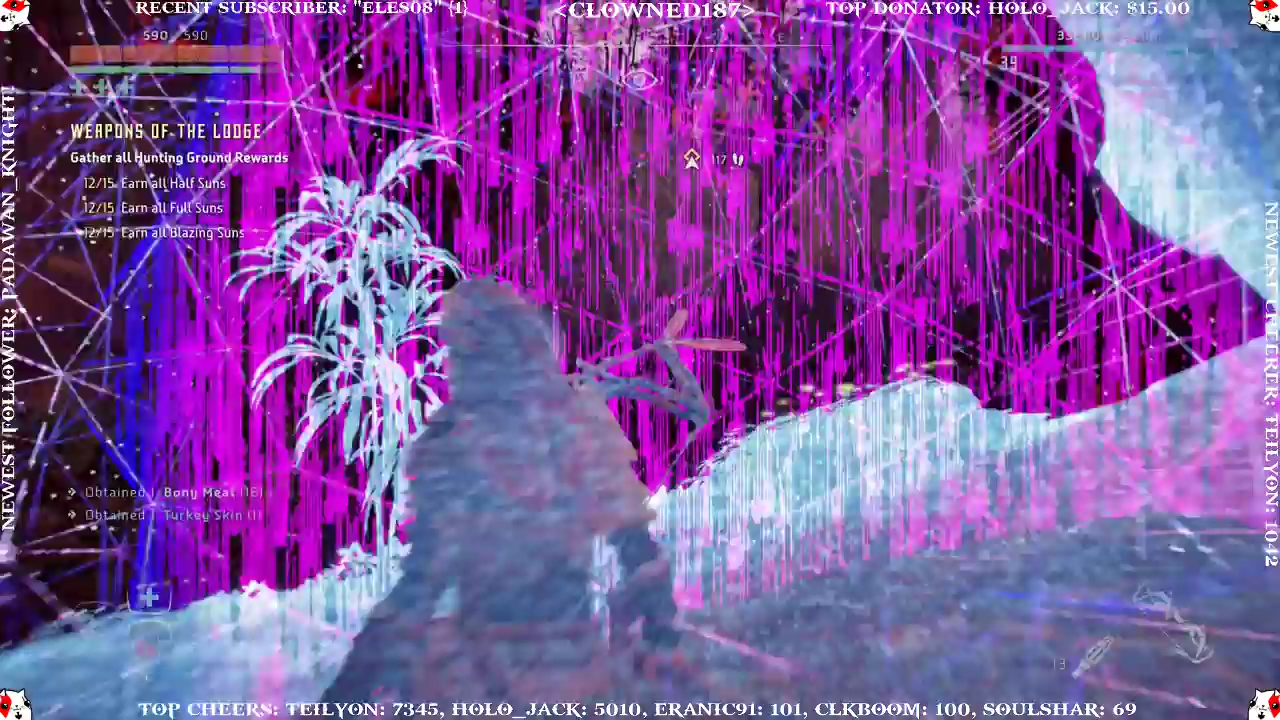 RECENT SUBSCRIBER: "ELES08" {1}
<CLOWNED187>
TOP DONATOR: HOLO_JACK: $15.00
590 590
39
WEAPONS OF THE LODGE
Gather all Hunting Ground Rewards
117
12/15 Earn all Half Suns
12/15 Earn all Full Suns
12/15 Earn all Blazing Suns
NEWEST FOLLOWER: PADAWAN_KNIGHT!
NEWEST CHEERER: TEILYON: 1042
Obtained | Bony Meat (16)
Obtained | Turkey Skin (1)
13
TOP CHEERS: TEILYON: 7345, HOLO_JACK: 5010, ERANIC91: 101, CLKBOOM: 100, SOULSHAR: 69